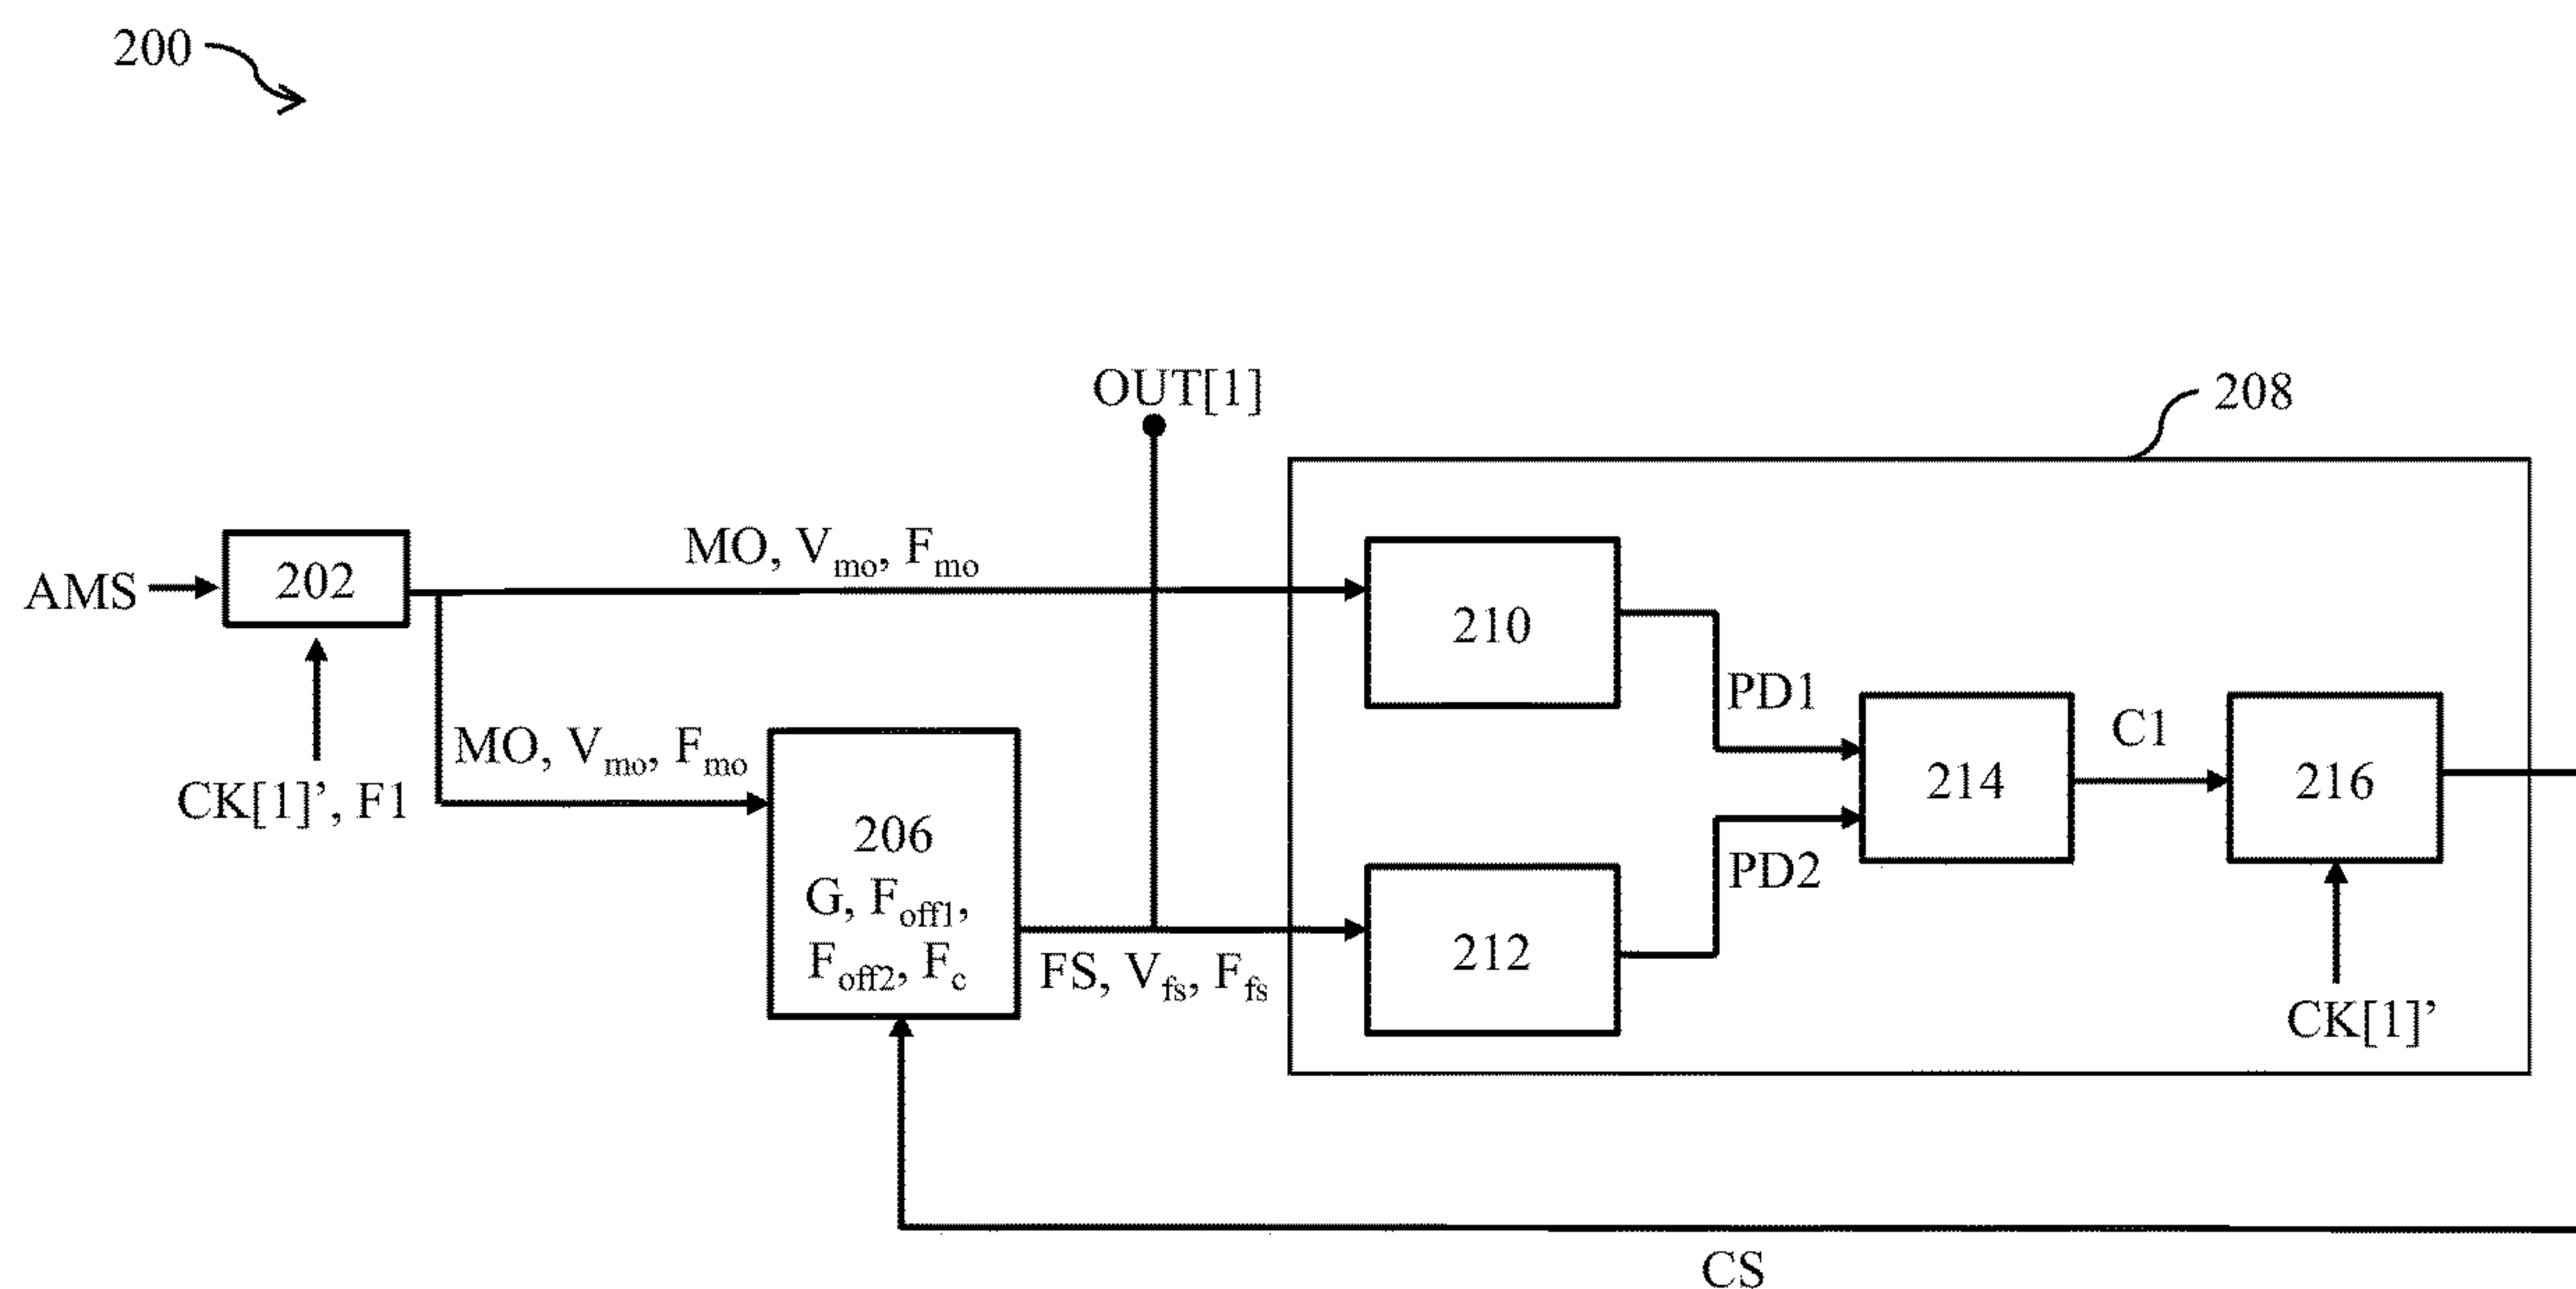 200
OUT[1]
208
MO, Vmo, Fmo
AMS
202
210
PD1
C1
MO, Vmo, Fmo
CK[1]’, F1
206
G, Foff1,
Foff2, Fc
214
216
PD2
212
FS, Vfs, Ffs
CK[1]’
CS